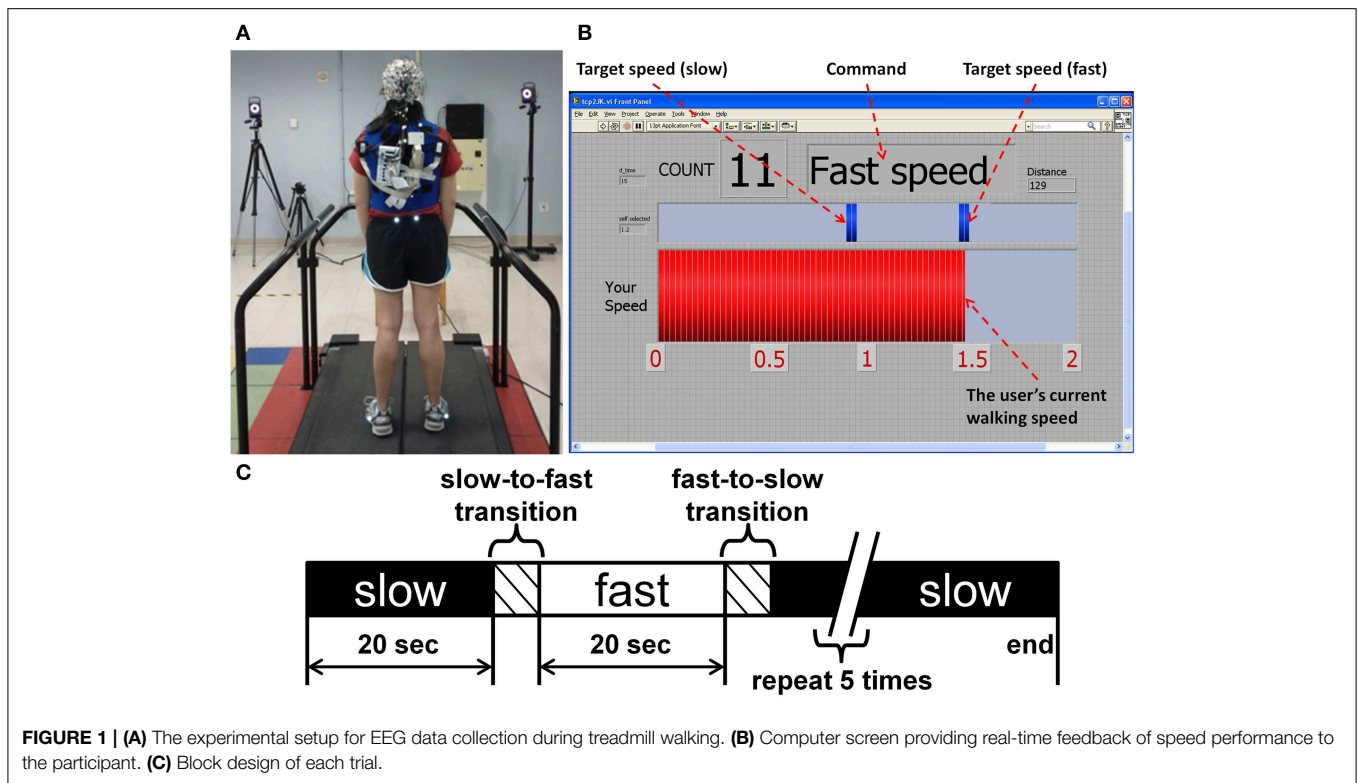 A
B
Target speed (slow)
Command
Target speed (fast)
tcp2JK.vi Front Panel
File Edit View Project Operate Tools Window Help
13pt Application Font
Search
d_time
15
COUNT
11
Fast speed
Distance
129
self selected
1.2
Your
Speed
0
0.5
1
1.5
2
The user's current
walking speed
C
slow-to-fast
transition
fast-to-slow
transition
slow
fast
slow
20 sec
20 sec
end
repeat 5 times
FIGURE 1 | (A) The experimental setup for EEG data collection during treadmill walking. (B) Computer screen providing real-time feedback of speed performance to
the participant. (C) Block design of each trial.